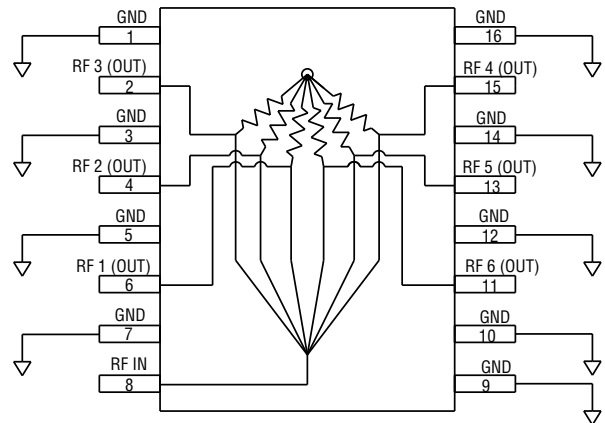 GND
1
RF 3 (OUT)
2
GND
3
RF 2 (OUT)
4
GND
5
RF 1 (OUT)
6
GND
7
RF IN
8
GND
16
RF 4 (OUT)
15
GND
14
RF 5 (OUT)
13
GND
12
RF 6 (OUT)
11
GND
10
GND
9